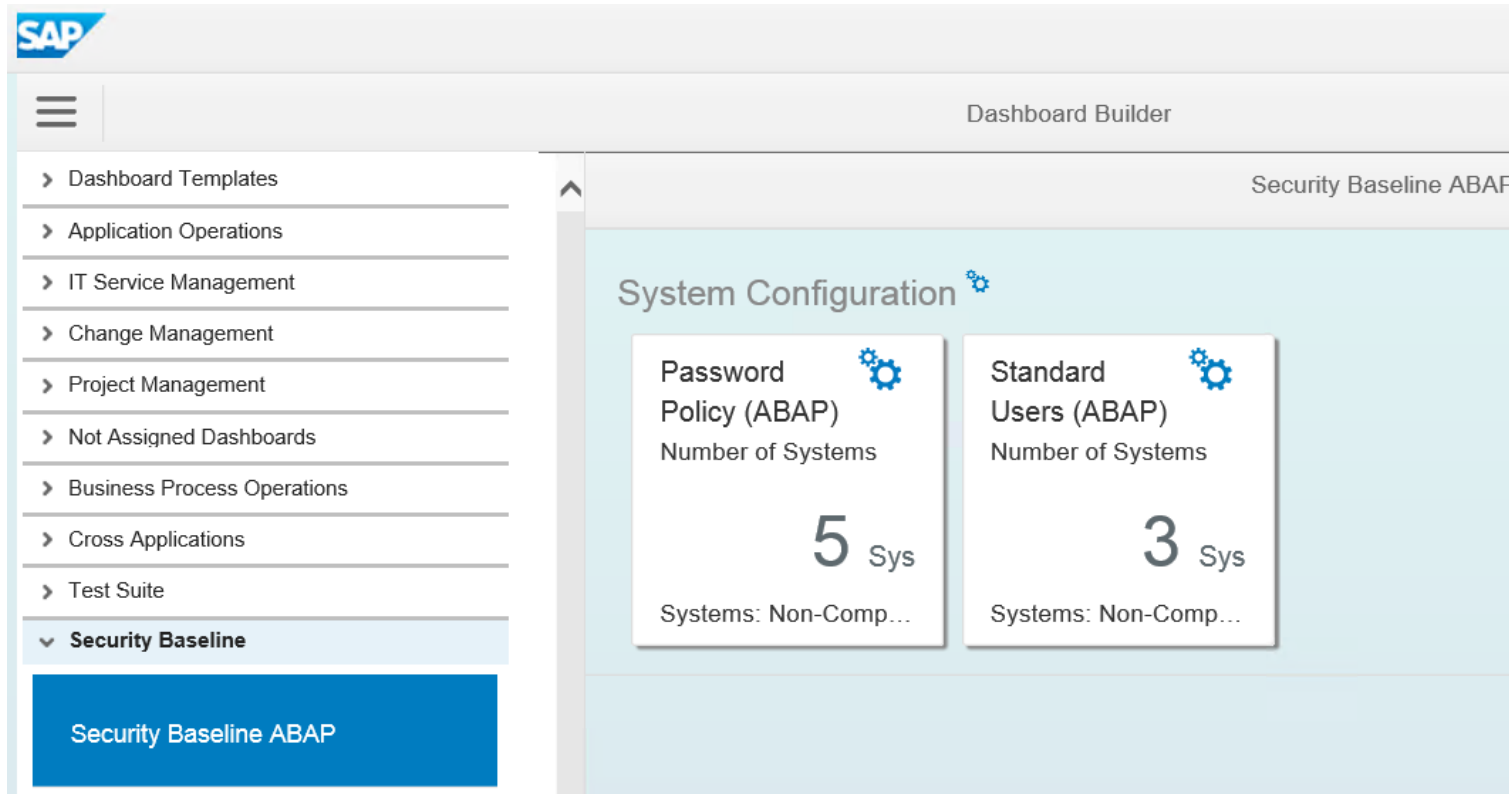 SAP
Dashboard Builder
Dashboard Templates
Application Operations
IT Service Management
Change Management
Project Management
Not Assigned Dashboards
Business Process Operations
Cross Applications
Test Suite
Security Baseline
Security Baseline ABAP
Security Baseline ABAP
System Configuration
Password
Policy (ABAP)
Number of Systems
5 Sys
Systems: Non-Comp...
Standard
Users (ABAP)
Number of Systems
3 Sys
Systems: Non-Comp...